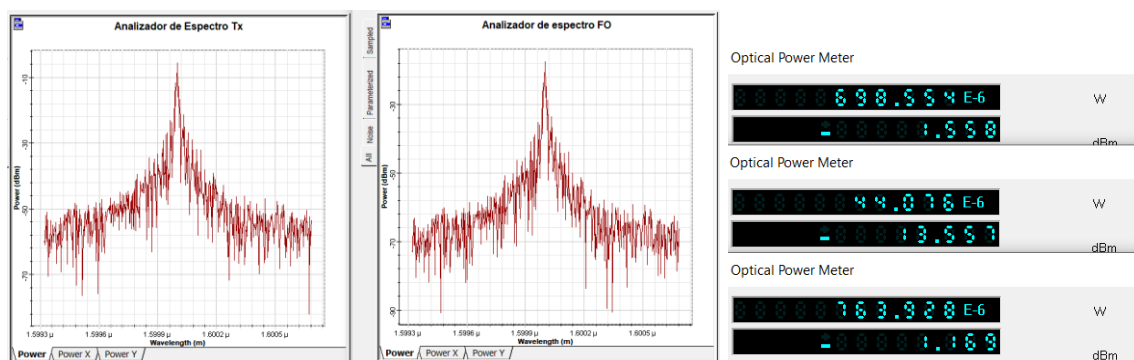 Analizador de Espectro Tx
Power (dBm)
-10
-30
-50
-70
1.5993 µ 1.5996 µ 1.5999 µ 1.6002 µ 1.6005 µ
Wavelength (m)
Power Power X Power Y
Sampled
Parameterized
Noise
All
Analizador de espectro FO
Power (dBm)
-30
-50
-70
-90
1.5993 µ 1.5996 µ 1.5999 µ 1.6002 µ 1.6005 µ
Wavelength (m)
Power Power X Power Y
Optical Power Meter
698.554 E-6 W
- 1.558 dBm
Optical Power Meter
44.076 E-6 W
- 13.557 dBm
Optical Power Meter
763.928 E-6 W
- 1.169 dBm